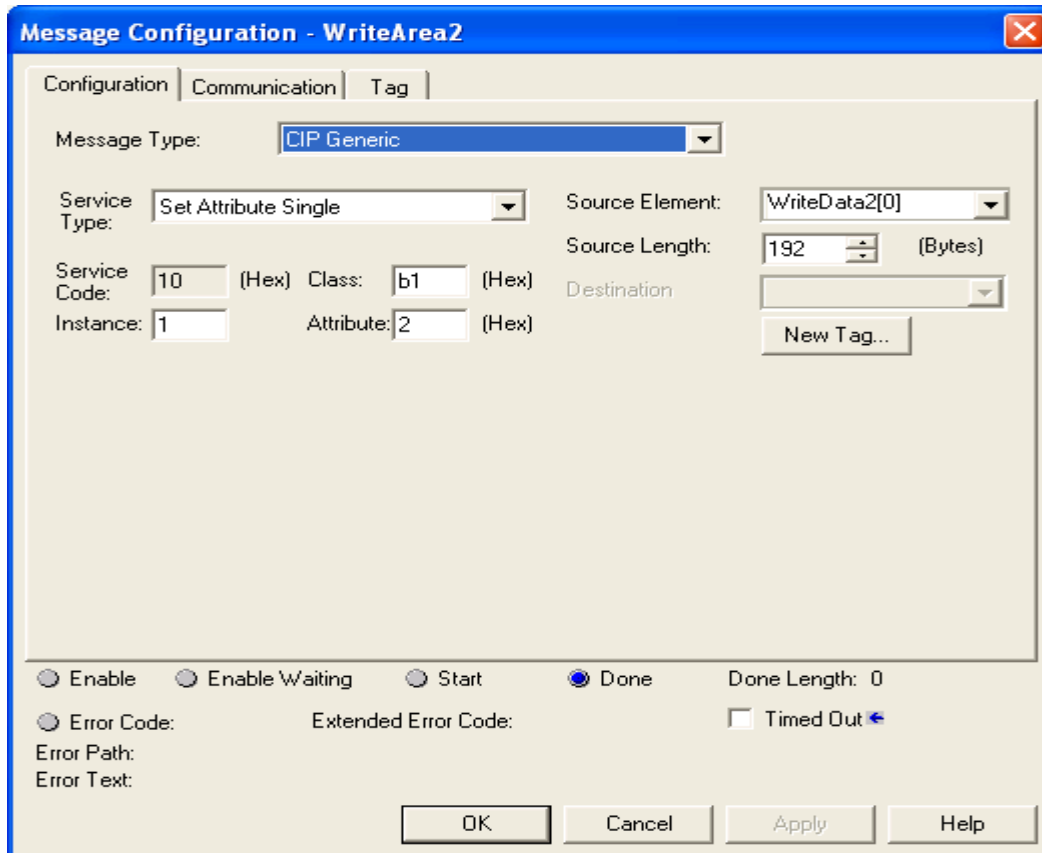 Message Configuration - WriteArea2
Configuration Communication Tag
Message Type: CIP Generic
Service Type: Set Attribute Single
Source Element: WriteData2[0]
Source Length: 192 (Bytes)
Service Code: 10 (Hex) Class: b1 (Hex)
Destination
Instance: 1 Attribute: 2 (Hex)
New Tag...
Enable Enable Waiting Start Done Done Length: 0
Error Code: Extended Error Code: Timed Out
Error Path:
Error Text:
OK Cancel Apply Help